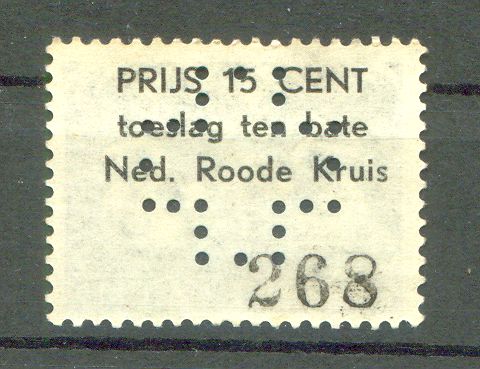 PRIJS 15 CENT
toeslag ten bate
Ned. Roode Kruis
268